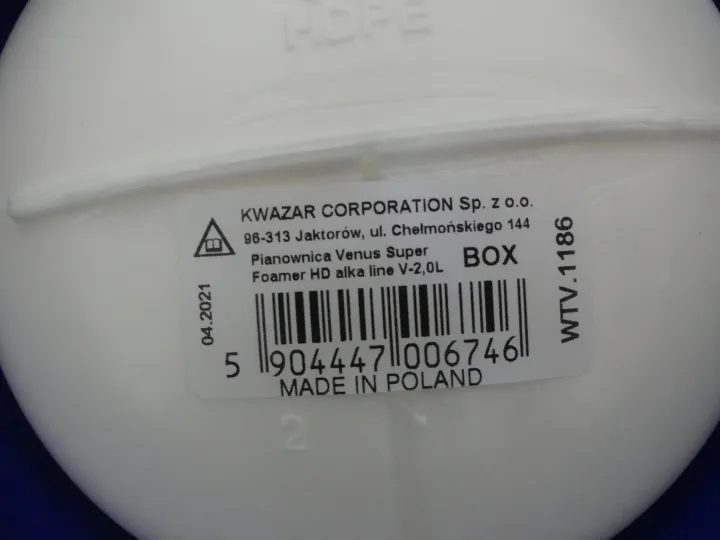 HDPE
KWAZAR CORPORATION Sp. z o.o.
96-313 Jaktorów, ul. Chełmońskiego 144
Pianownica Venus Super
Foamer HD alka line V-2,0L
BOX
04.2021
WTV.1186
5 904447 006746
MADE IN POLAND
2